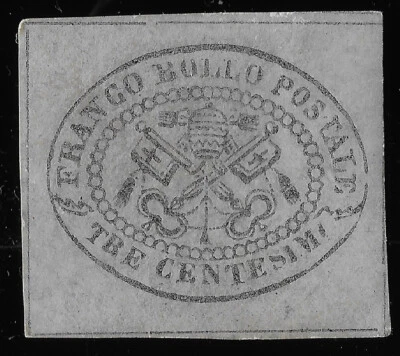 FRANCO BOLLO POSTALE
TRE CENTESIMI